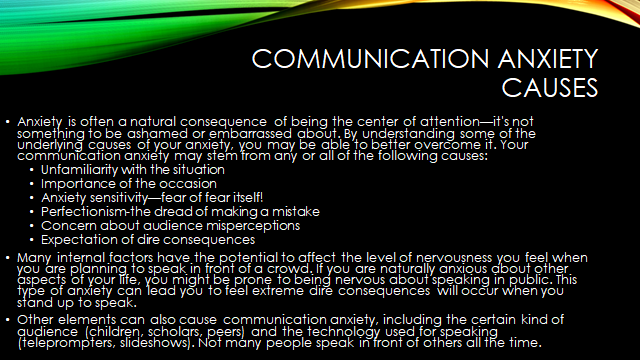 COMMUNICATION ANXIETY
CAUSES
• Anxiety is often a natural consequence of being the center of attention—it's not
something to be ashamed or embarrassed about. By understanding some of the
underlying causes of your anxiety, you may be able to better overcome it. Your
communication anxiety may stem from any or all of the following causes:
• Unfamiliarity with the situation
• Importance of the occasion
• Anxiety sensitivity—fear of fear itself!
• Perfectionism-the dread of making a mistake
• Concern about audience misperceptions
• Expectation of dire consequences
• Many internal factors have the potential to affect the level of nervousness you feel when
you are planning to speak in front of a crowd. If you are naturally anxious about other
aspects of your life, you might be prone to being nervous about speaking in public. This
type of anxiety can lead you to feel extreme dire consequences will occur when you
stand up to speak.
• Other elements can also cause communication anxiety, including the certain kind of
audience (children, scholars, peers) and the technology used for speaking
(teleprompters, slideshows). Not many people speak in front of others all the time.